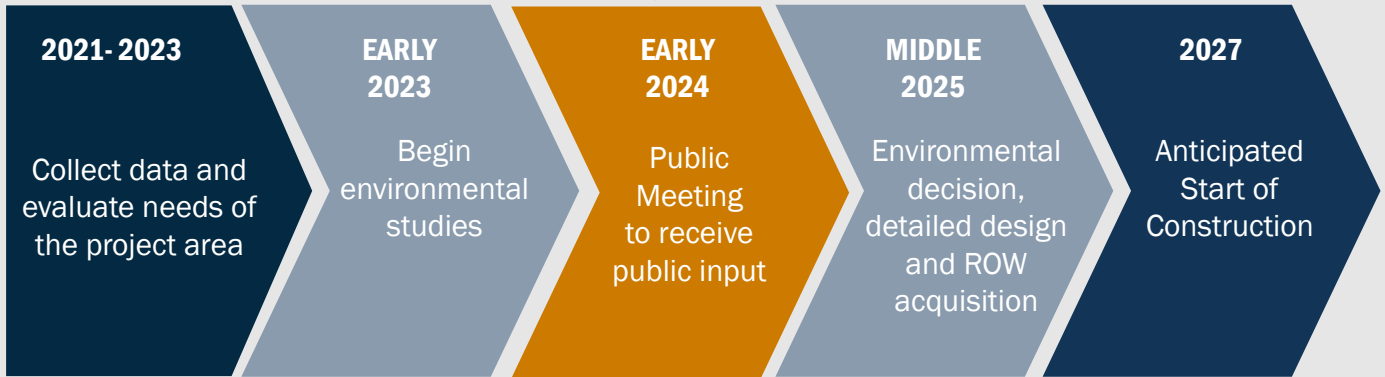 2021- 2023
Collect data and
evaluate needs of
the project area
EARLY
2023
Begin
environmental
studies
EARLY
2024
Public
Meeting
to receive
public input
MIDDLE
2025
Environmental
decision,
detailed design
and ROW
acquisition
2027
Anticipated
Start of
Construction